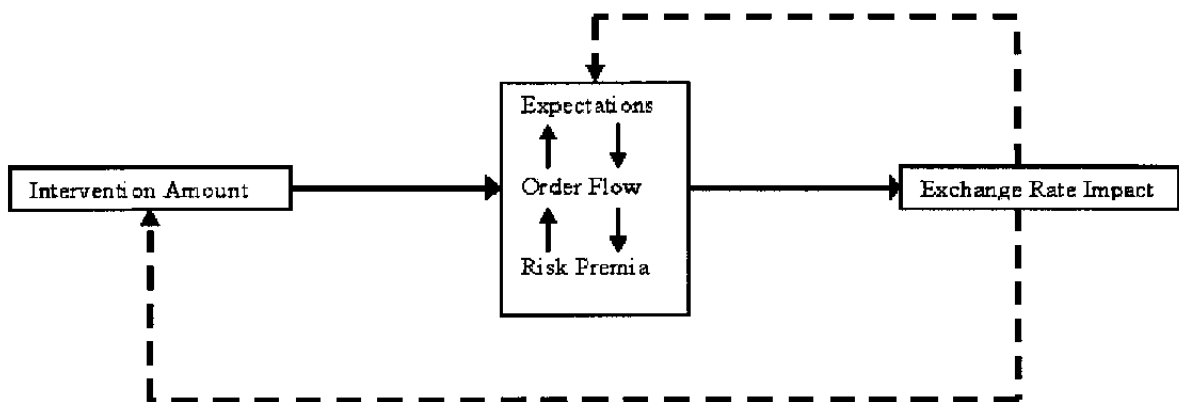 Expectations
Intervention Amount
Order Flow
Exchange Rate Impact
Risk Premia